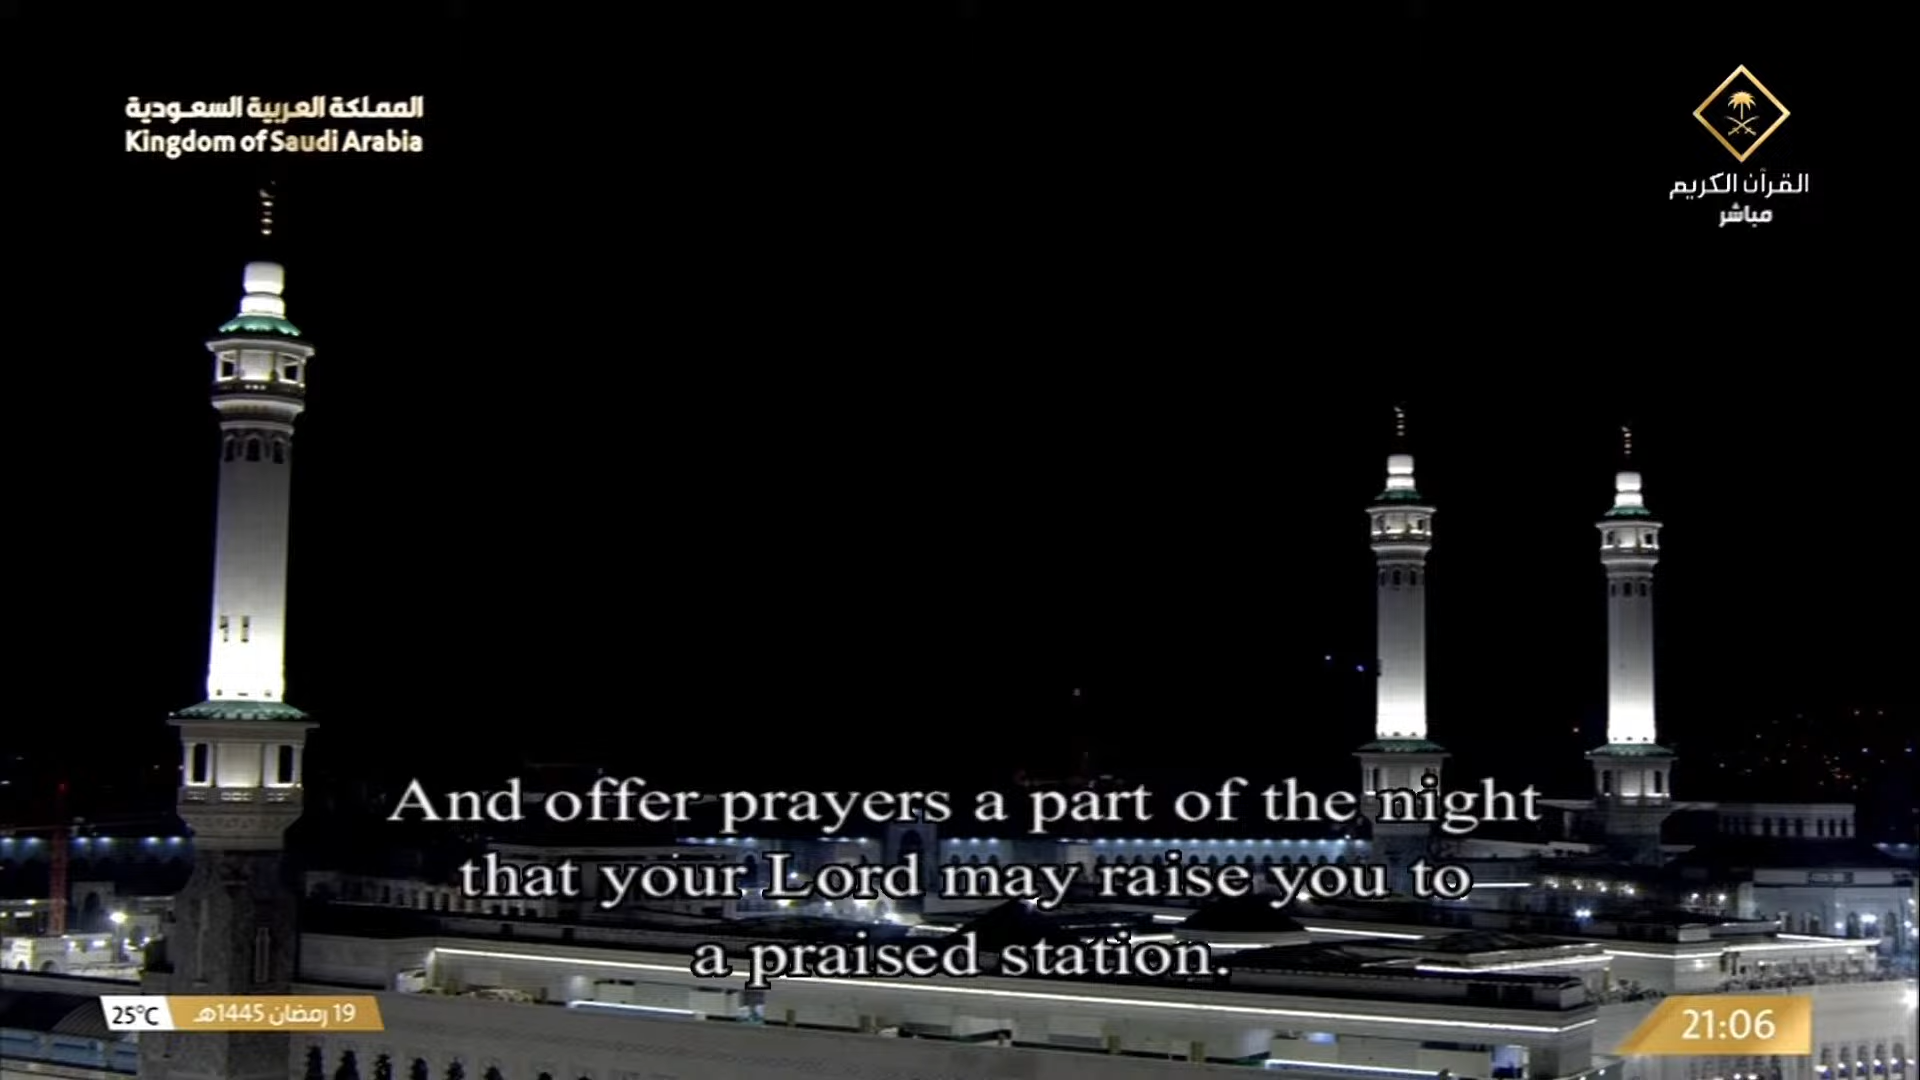 المملكة العربية السعودية
Kingdom of Saudi Arabia
القرآن الكريم
مباشر
And offer prayers a part of the night
that your Lord may raise you to
a praised station.
25°C
19 رمضان 1445هـ
21:06